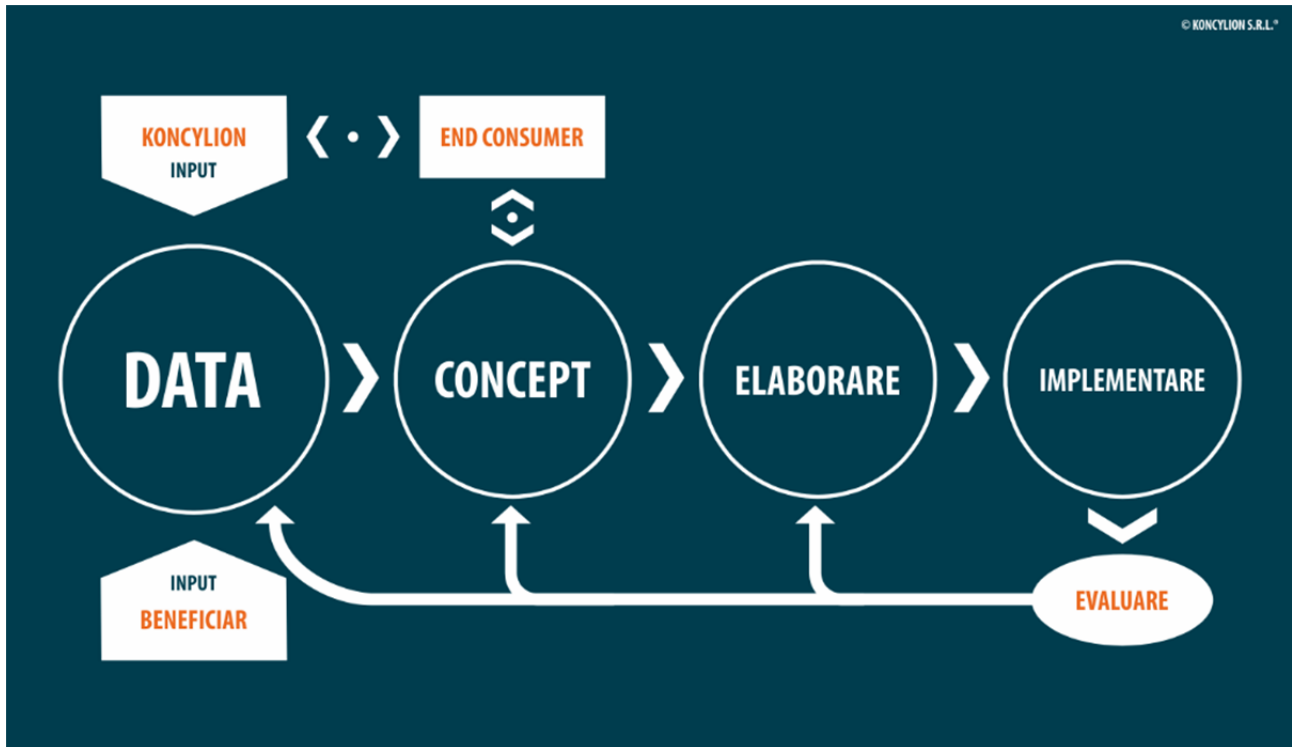 © KONCYLION S.R.L.®
KONCYLION
INPUT
END CONSUMER
DATA
CONCEPT
ELABORARE
IMPLEMENTARE
INPUT
BENEFICIAR
EVALUARE